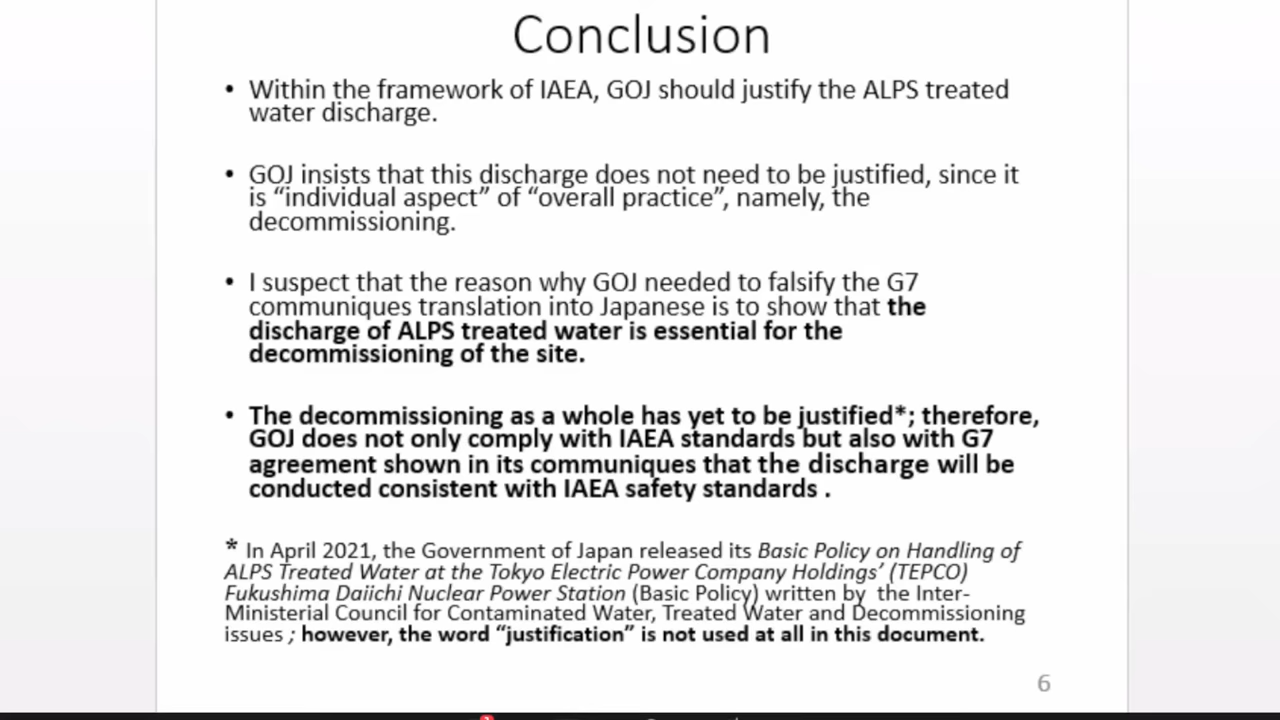 Conclusion
• Within the framework of IAEA, GOJ should justify the ALPS treated
water discharge.
• GOJ insists that this discharge does not need to be justified, since it
is “individual aspect” of “overall practice”, namely, the
decommissioning.
• I suspect that the reason why GOJ needed to falsify the G7
communiques translation into Japanese is to show that the
discharge of ALPS treated water is essential for the
decommissioning of the site.
• The decommissioning as a whole has yet to be justified*; therefore,
GOJ does not only comply with IAEA standards but also with G7
agreement shown in its communiques that the discharge will be
conducted consistent with IAEA safety standards .
* In April 2021, the Government of Japan released its Basic Policy on Handling of
ALPS Treated Water at the Tokyo Electric Power Company Holdings’ (TEPCO)
Fukushima Daiichi Nuclear Power Station (Basic Policy) written by the Inter-
Ministerial Council for Contaminated Water, Treated Water and Decommissioning
issues ; however, the word “justification” is not used at all in this document.
6